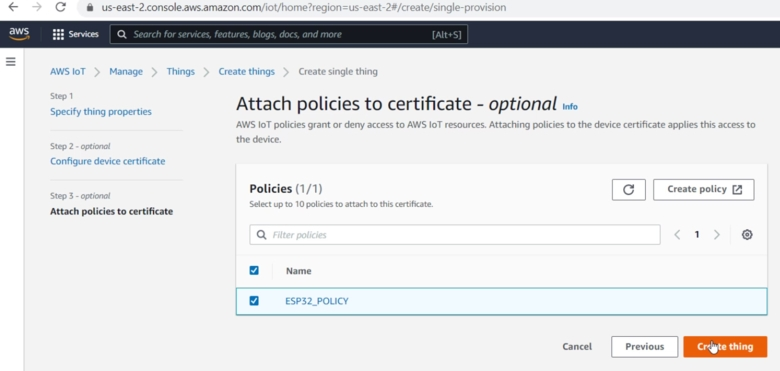 us-east-2.console.aws.amazon.com/iot/home?region=us-east-2#/create/single-provision
aws
Services
Search for services, features, blogs, docs, and more
[Alt+S]
AWS IoT > Manage > Things > Create things > Create single thing
Step 1
Specify thing properties
Step 2 - optional
Configure device certificate
Step 3 - optional
Attach policies to certificate
Attach policies to certificate - optional Info
AWS IoT policies grant or deny access to AWS IoT resources. Attaching policies to the device certificate applies this access to
the device.
Policies (1/1)
Select up to 10 policies to attach to this certificate.
Create policy
Filter policies
1
Name
ESP32_POLICY
Cancel
Previous
Create thing